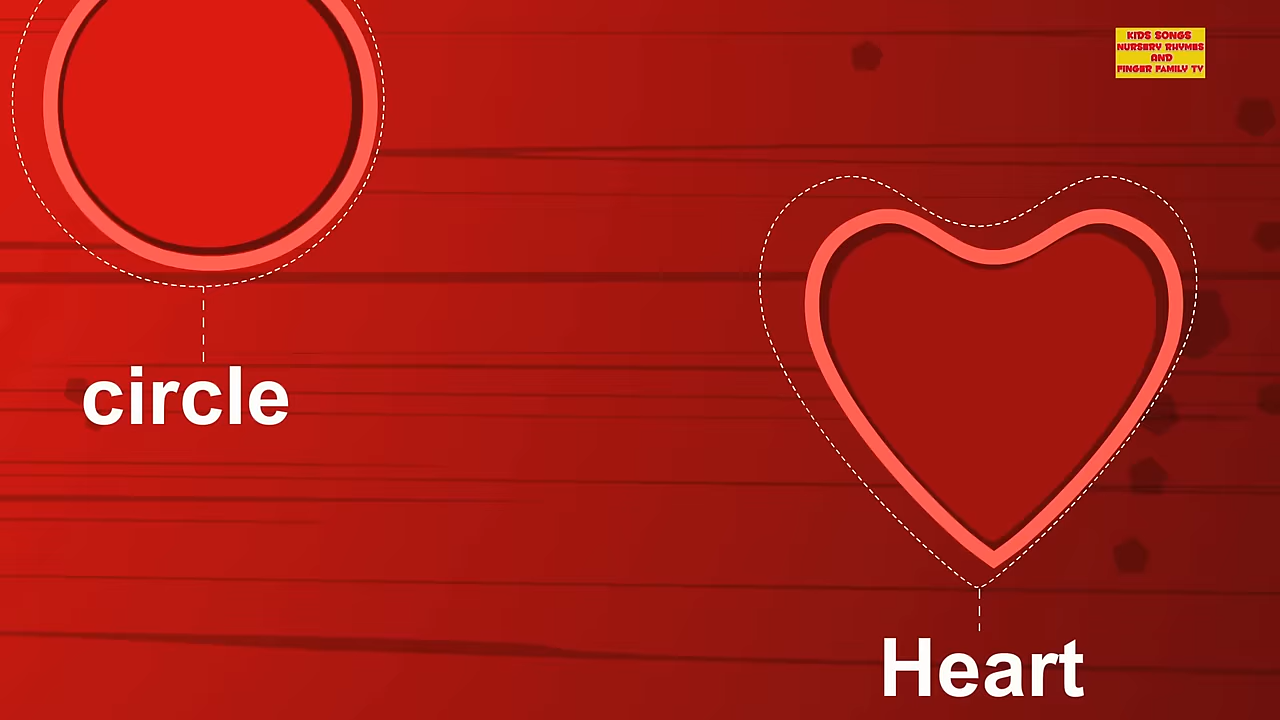 KIDS SONGS
NURSERY RHYMES
AND
FINGER FAMILY TV
circle
Heart